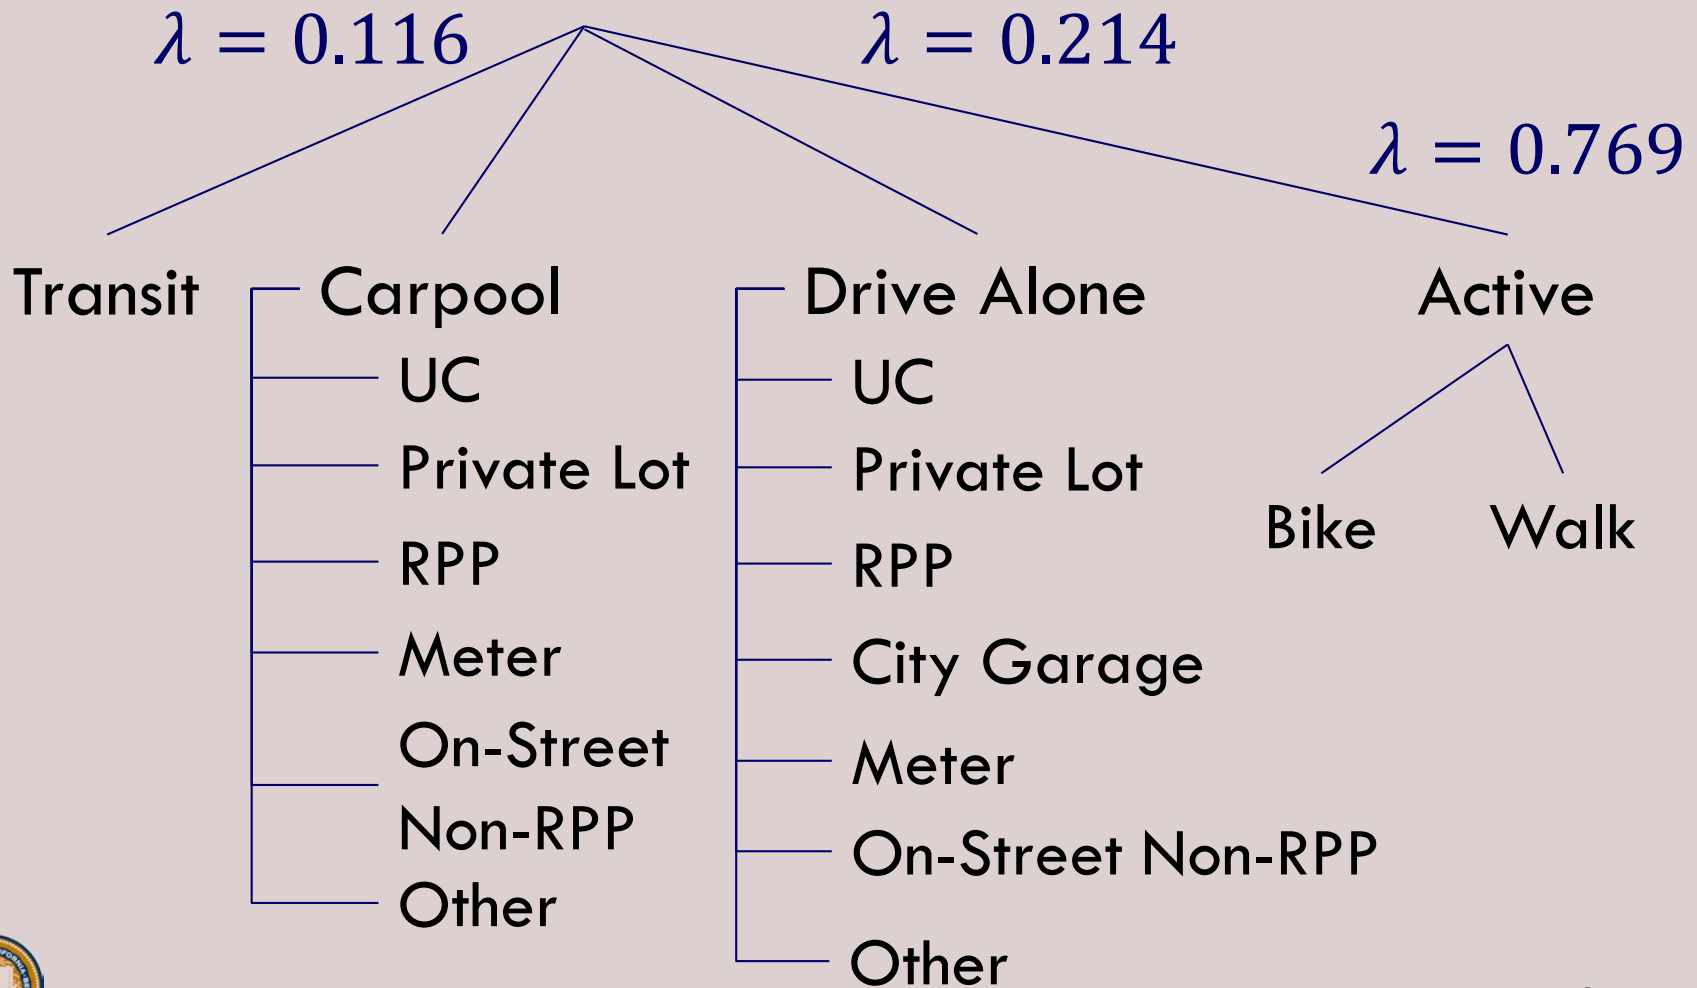 λ = 0.116
λ = 0.214
λ = 0.769
Transit
Carpool
UC
Private Lot
RPP
Meter
On-Street
Non-RPP
Other
Drive Alone
UC
Private Lot
RPP
City Garage
Meter
On-Street Non-RPP
Other
Active
Bike
Walk